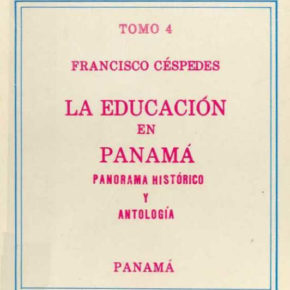 TOMO 4
FRANCISCO CÉSPEDES
LA EDUCACIÓN
EN
PANAMÁ
PANORAMA HISTÓRICO
Y
ANTOLOGÍA
PANAMÁ